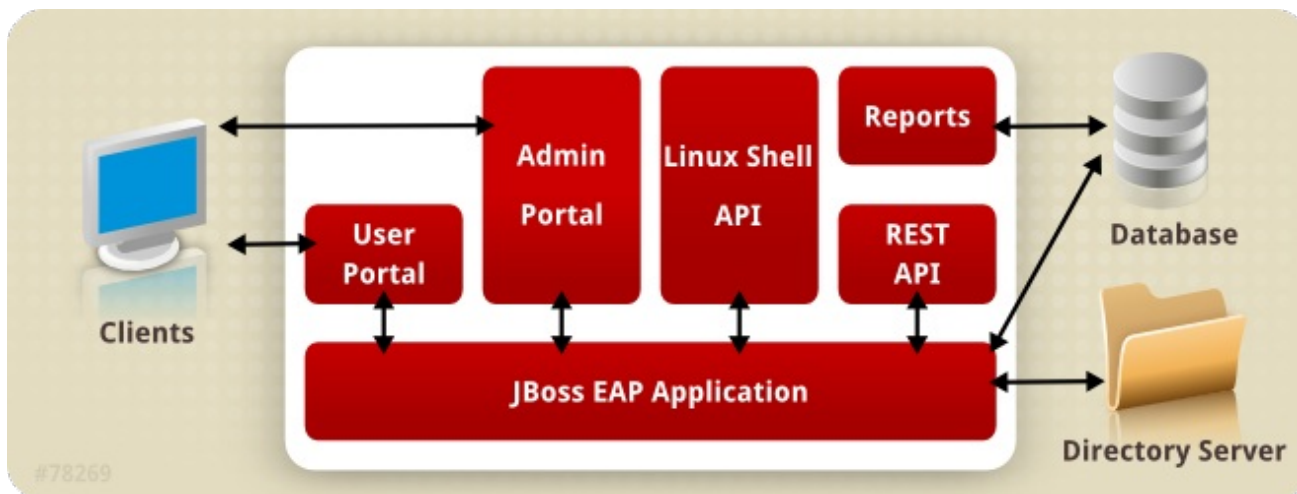 Reports
Admin
Portal
Linux Shell
API
User
Portal
REST
API
Database
Clients
JBoss EAP Application
Directory Server
#78269